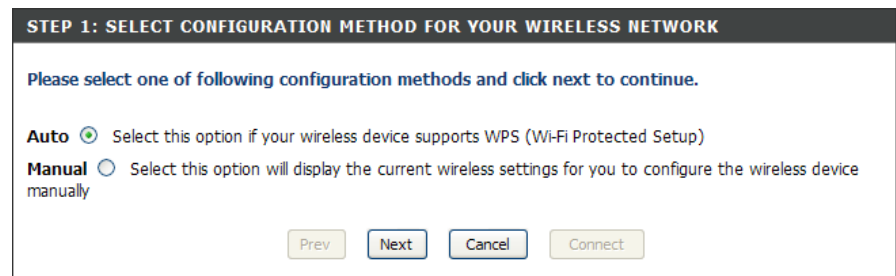 STEP 1: SELECT CONFIGURATION METHOD FOR YOUR WIRELESS NETWORK
Please select one of following configuration methods and click next to continue.
Auto Select this option if your wireless device supports WPS (Wi-Fi Protected Setup)
Manual Select this option will display the current wireless settings for you to configure the wireless device
manually
Prev Next Cancel Connect